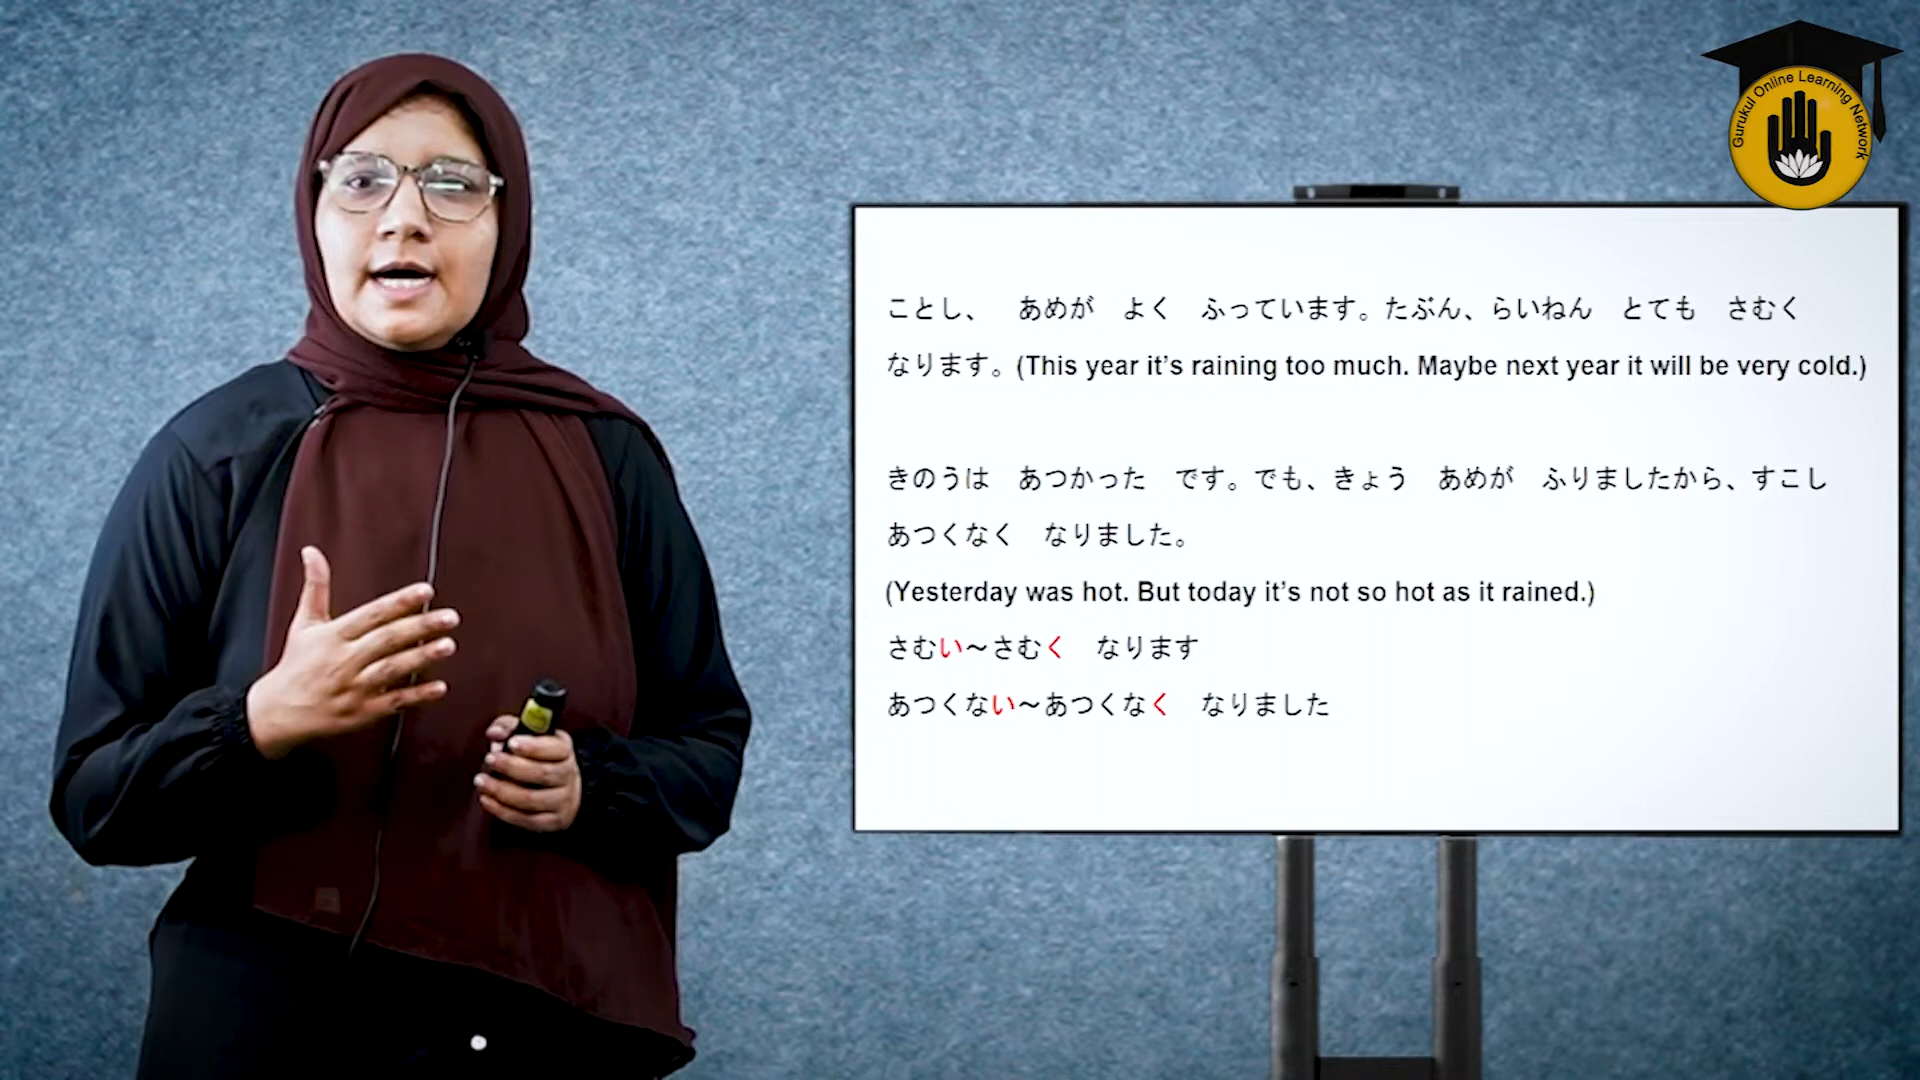 Gurukul Online Learning Network
ことし、 あめが よく ふっています。たぶん、らいねん とても さむく
なります。(This year it's raining too much. Maybe next year it will be very cold.)
きのうは あつかった です。でも、きょう あめが ふりましたから、すこし
あつくなく なりました。
(Yesterday was hot. But today it's not so hot as it rained.)
さむい～さむく なります
あつくない～あつくなく なりました